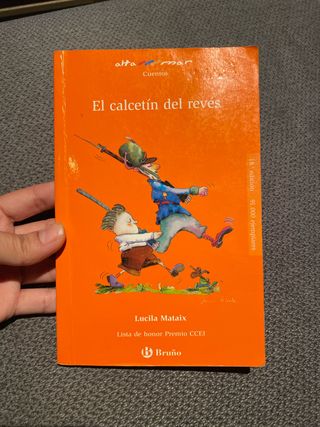 alta mar
Cuentos
El calcetín del revés
Lucila Mataix
Lista de honor Premio CCEI
Bruño